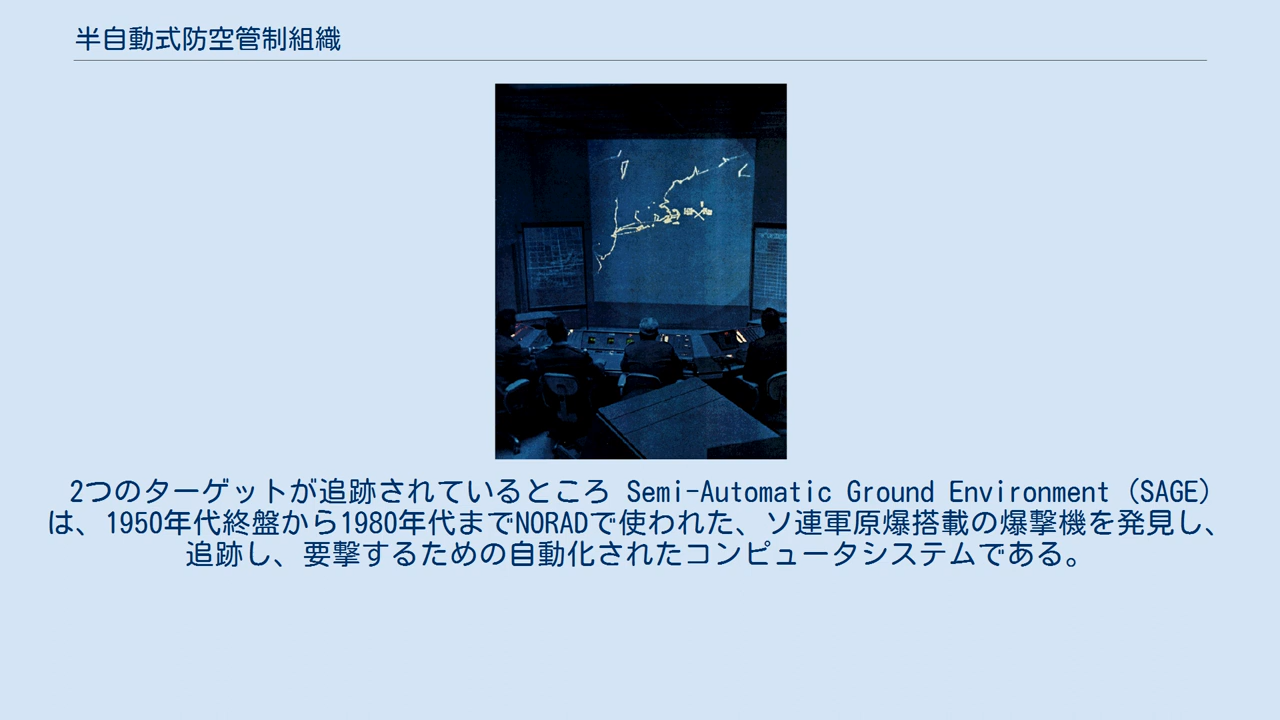 半自動式防空管制組織
2つのターゲットが追跡されているところ Semi-Automatic Ground Environment（SAGE）
は、1950年代終盤から1980年代までNORADで使われた、ソ連軍原爆搭載の爆撃機を発見し、
追跡し、要撃するための自動化されたコンピュータシステムである。